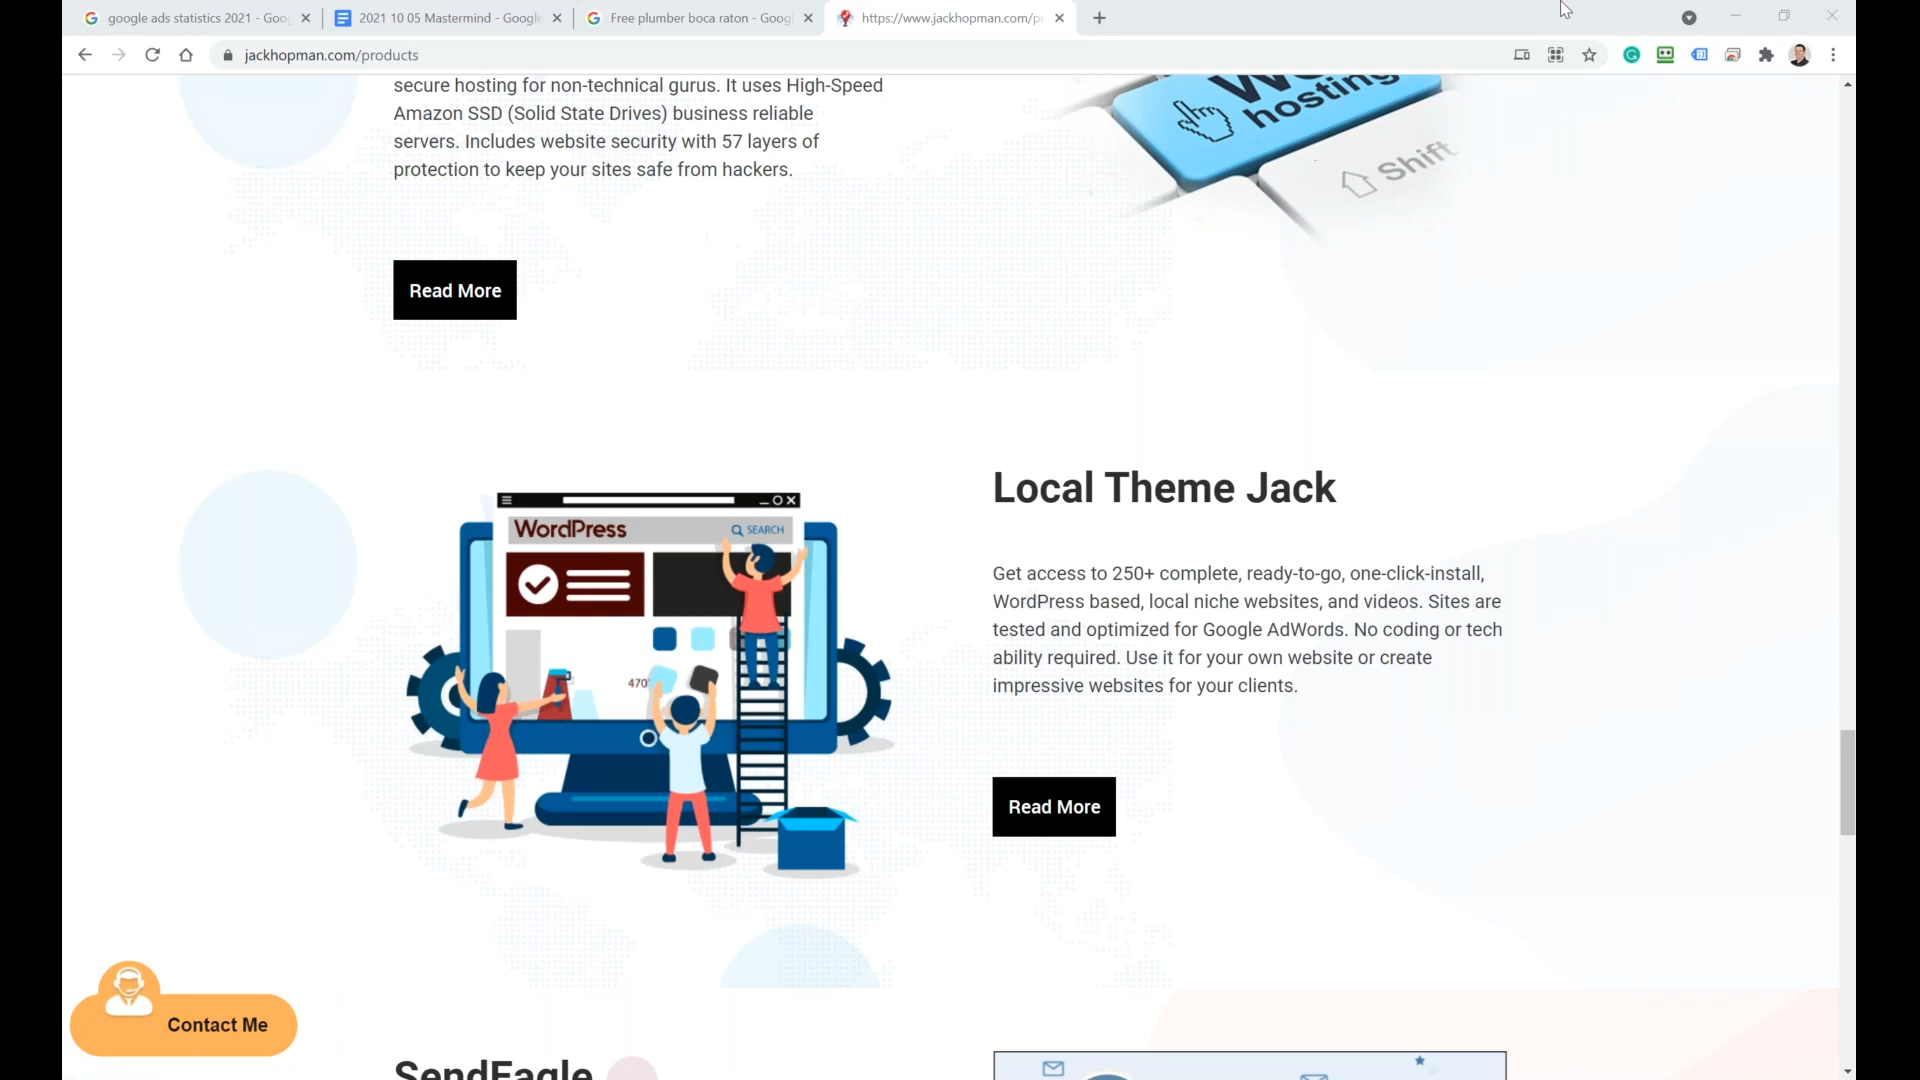 google ads statistics 2021 - Goog
2021 10 05 Mastermind - Google
Free plumber boca raton - Googl
https://www.jackhopman.com/pr
jackhopman.com/products
secure hosting for non-technical gurus. It uses High-Speed
Amazon SSD (Solid State Drives) business reliable
servers. Includes website security with 57 layers of
protection to keep your sites safe from hackers.
hosting
Shift
Read More
WordPress
SEARCH
470
Local Theme Jack
Get access to 250+ complete, ready-to-go, one-click-install,
WordPress based, local niche websites, and videos. Sites are
tested and optimized for Google AdWords. No coding or tech
ability required. Use it for your own website or create
impressive websites for your clients.
Read More
Contact Me
SendEagle